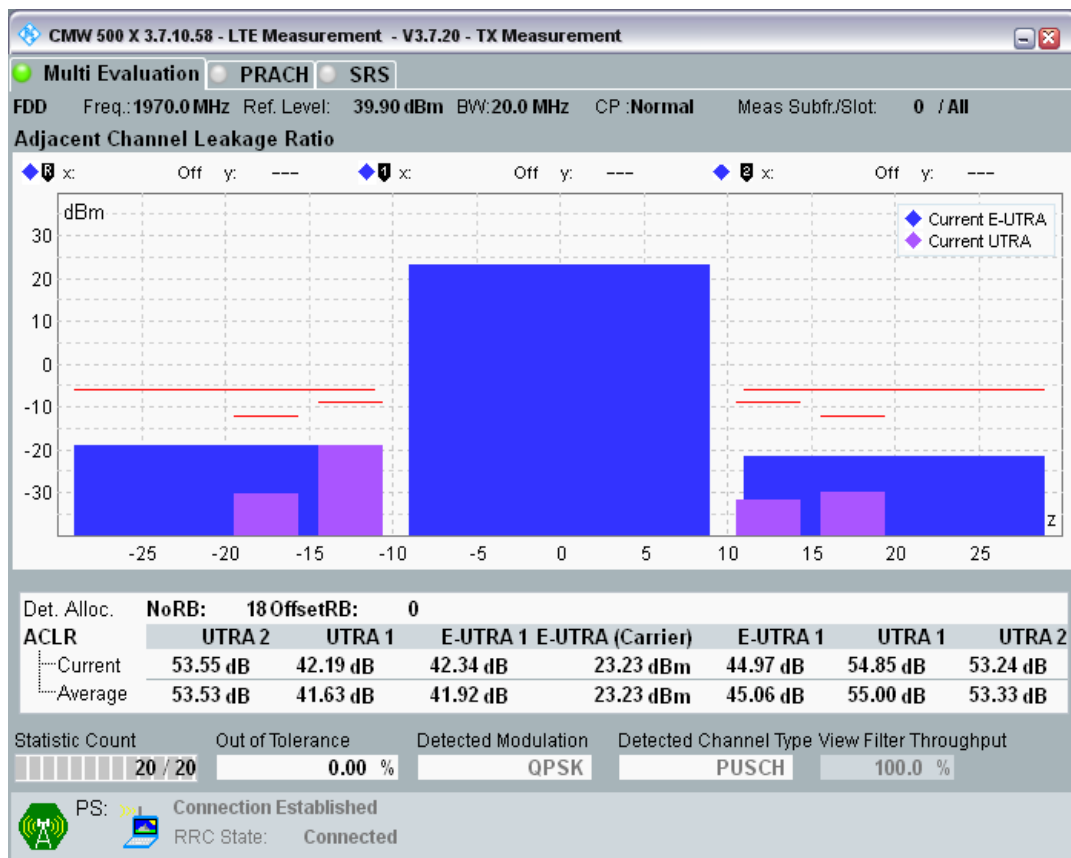 CMW 500 X 3.7.10.58 - LTE Measurement - V3.7.20 - TX Measurement
Multi Evaluation PRACH SRS
FDD Freq.:1970.0 MHz Ref. Level: 39.90 dBm BW:20.0 MHz CP :Normal Meas Subfr./Slot: 0 / All
Adjacent Channel Leakage Ratio
R x: Off y: --- 1 x: Off y: --- 2 x: Off y: ---
dBm
Current E-UTRA
Current UTRA
30
20
10
0
-10
-20
-30
z
-25 -20 -15 -10 -5 0 5 10 15 20 25
Det. Alloc. NoRB: 18 OffsetRB: 0
ACLR UTRA 2 UTRA 1 E-UTRA 1 E-UTRA (Carrier) E-UTRA 1 UTRA 1 UTRA 2
Current 53.55 dB 42.19 dB 42.34 dB 23.23 dBm 44.97 dB 54.85 dB 53.24 dB
Average 53.53 dB 41.63 dB 41.92 dB 23.23 dBm 45.06 dB 55.00 dB 53.33 dB
Statistic Count Out of Tolerance Detected Modulation Detected Channel Type View Filter Throughput
20 / 20 0.00 % QPSK PUSCH 100.0 %
PS: Connection Established
RRC State: Connected